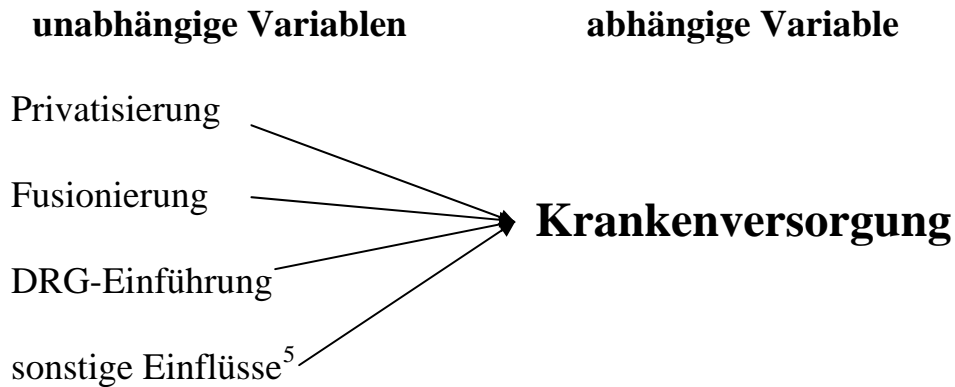 unabhängige Variablen abhängige Variable
Privatisierung
Fusionierung
Krankenversorgung
DRG-Einführung
sonstige Einflüsse⁵